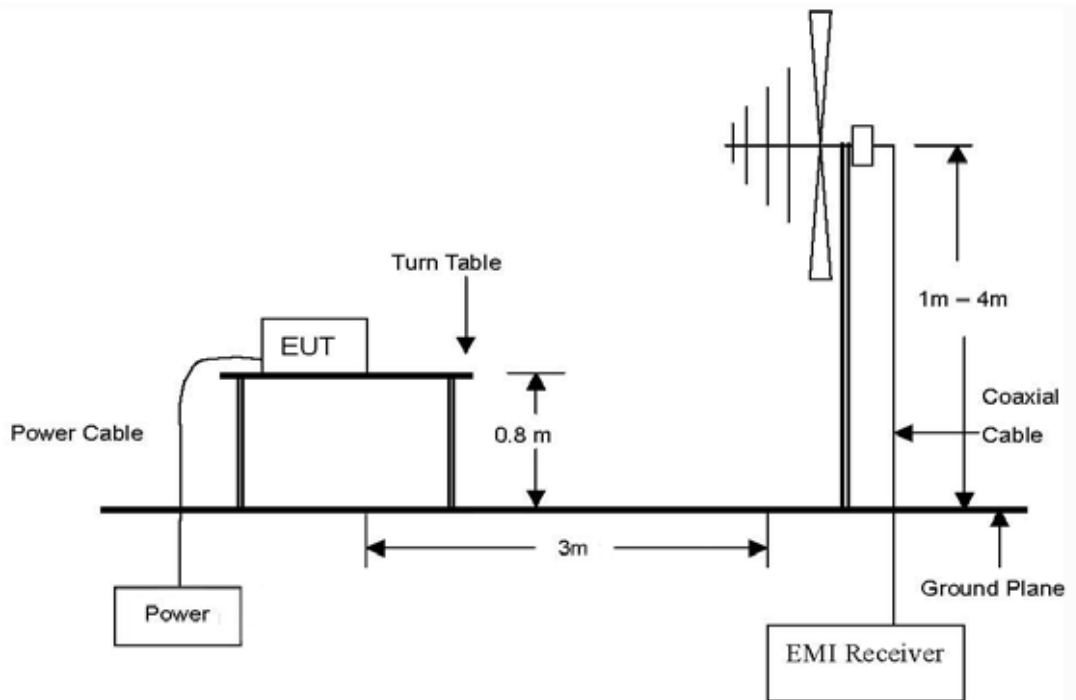 Turn Table
1m – 4m
EUT
Coaxial
Cable
Power Cable
0.8 m
3m
Ground Plane
Power
EMI Receiver